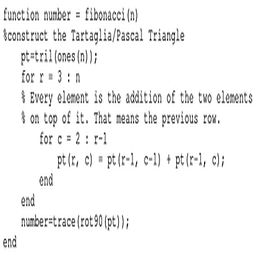 function number = fibonacci(n)
%construct the Tartaglia/Pascal Triangle
pt=tril(ones(n));
for r = 3 : n
% Every element is the addition of the two elements
% on top of it. That means the previous row.
for c = 2 : r-1
pt(r, c) = pt(r-1, c-1) + pt(r-1, c);
end
end
number=trace(rot90(pt));
end